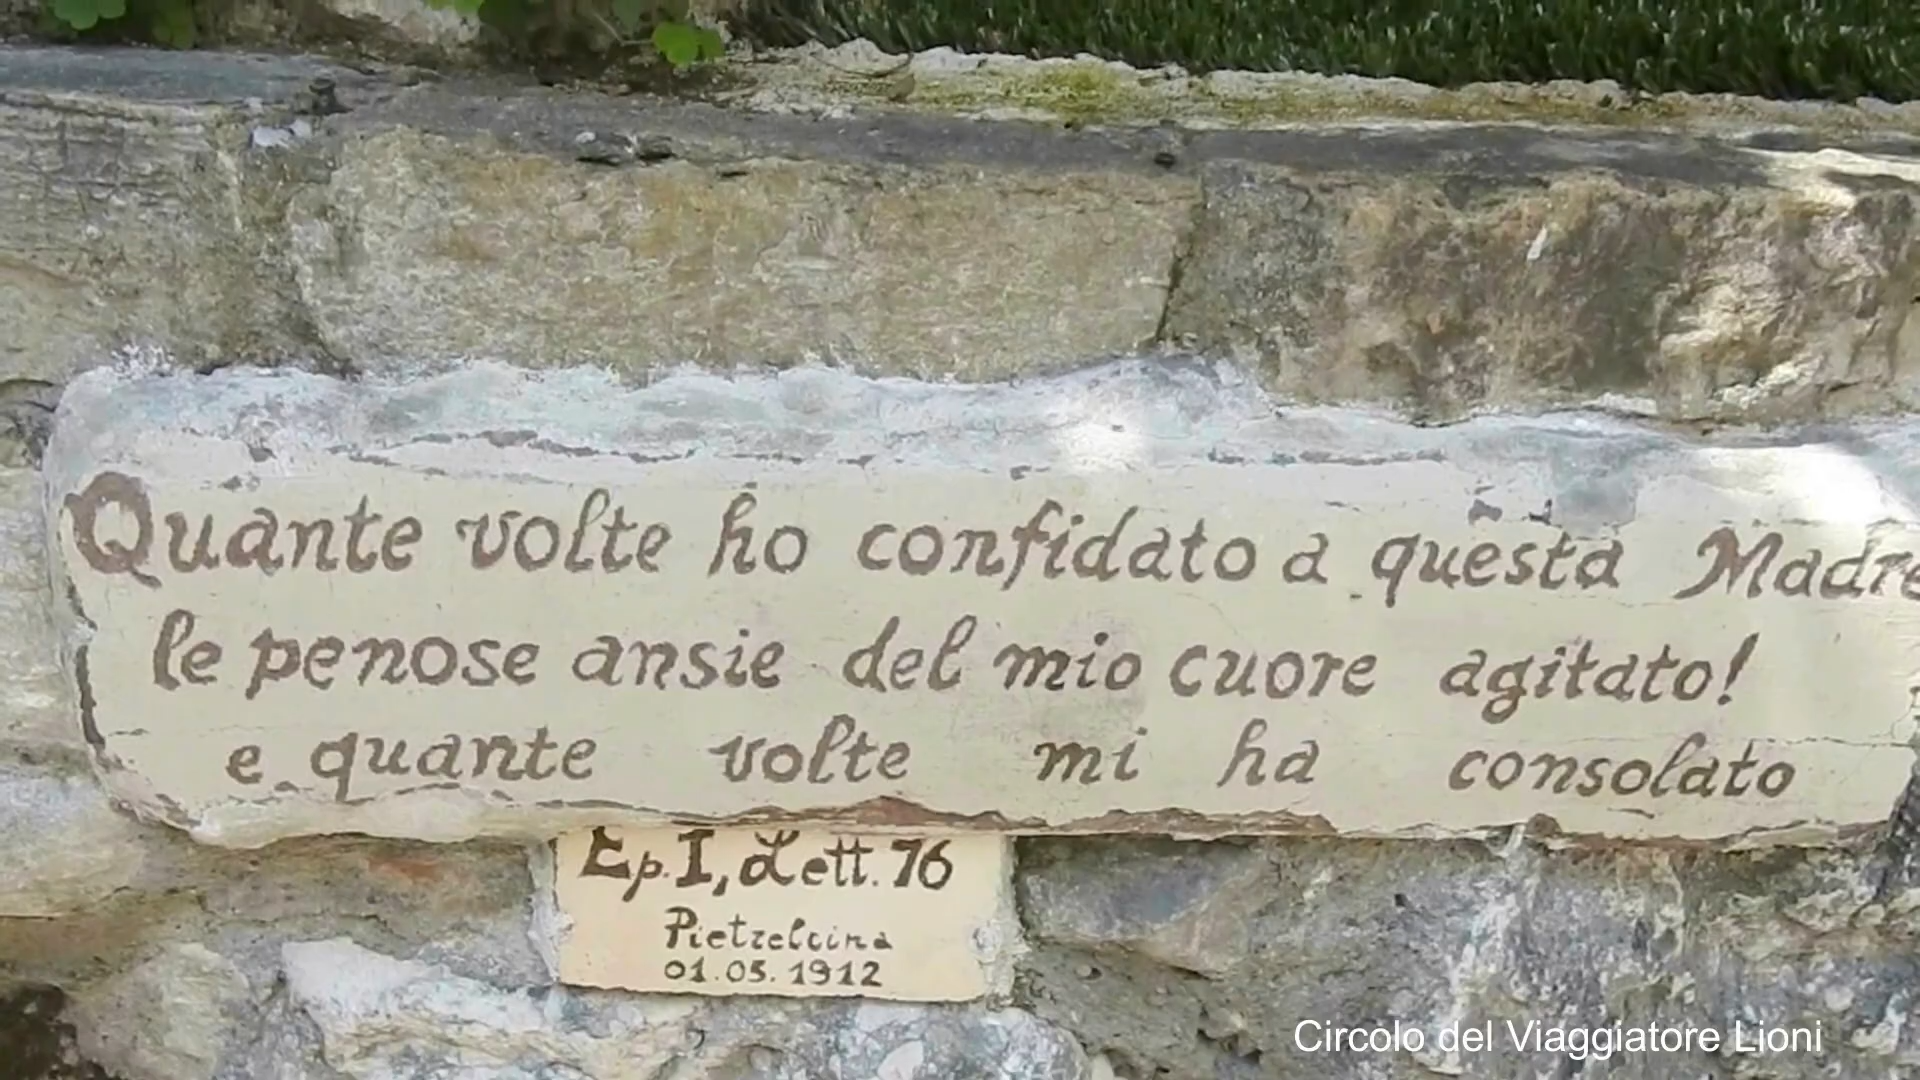 Quante volte ho confidato a questa Madre
le penose ansie del mio cuore agitato!
e quante volte mi ha consolato
Ep. I, Lett. 76
Pietrelcina
01.05.1912
Circolo del Viaggiatore Lioni